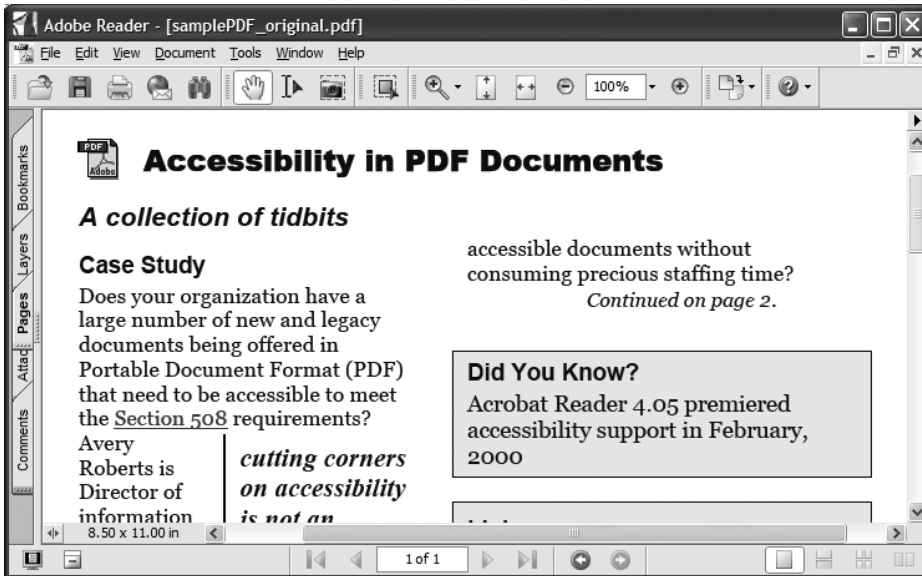 Adobe Reader - [samplePDF_original.pdf]
File Edit View Document Tools Window Help
100%
Bookmarks
Layers
Pages
Attac
Comments
PDF
Adobe
Accessibility in PDF Documents
A collection of tidbits
Case Study
Does your organization have a
large number of new and legacy
documents being offered in
Portable Document Format (PDF)
that need to be accessible to meet
the Section 508 requirements?
Avery
Roberts is
Director of
information
cutting corners
on accessibility
is not an
accessible documents without
consuming precious staffing time?
Continued on page 2.
Did You Know?
Acrobat Reader 4.05 premiered
accessibility support in February,
2000
8.50 x 11.00 in
1 of 1